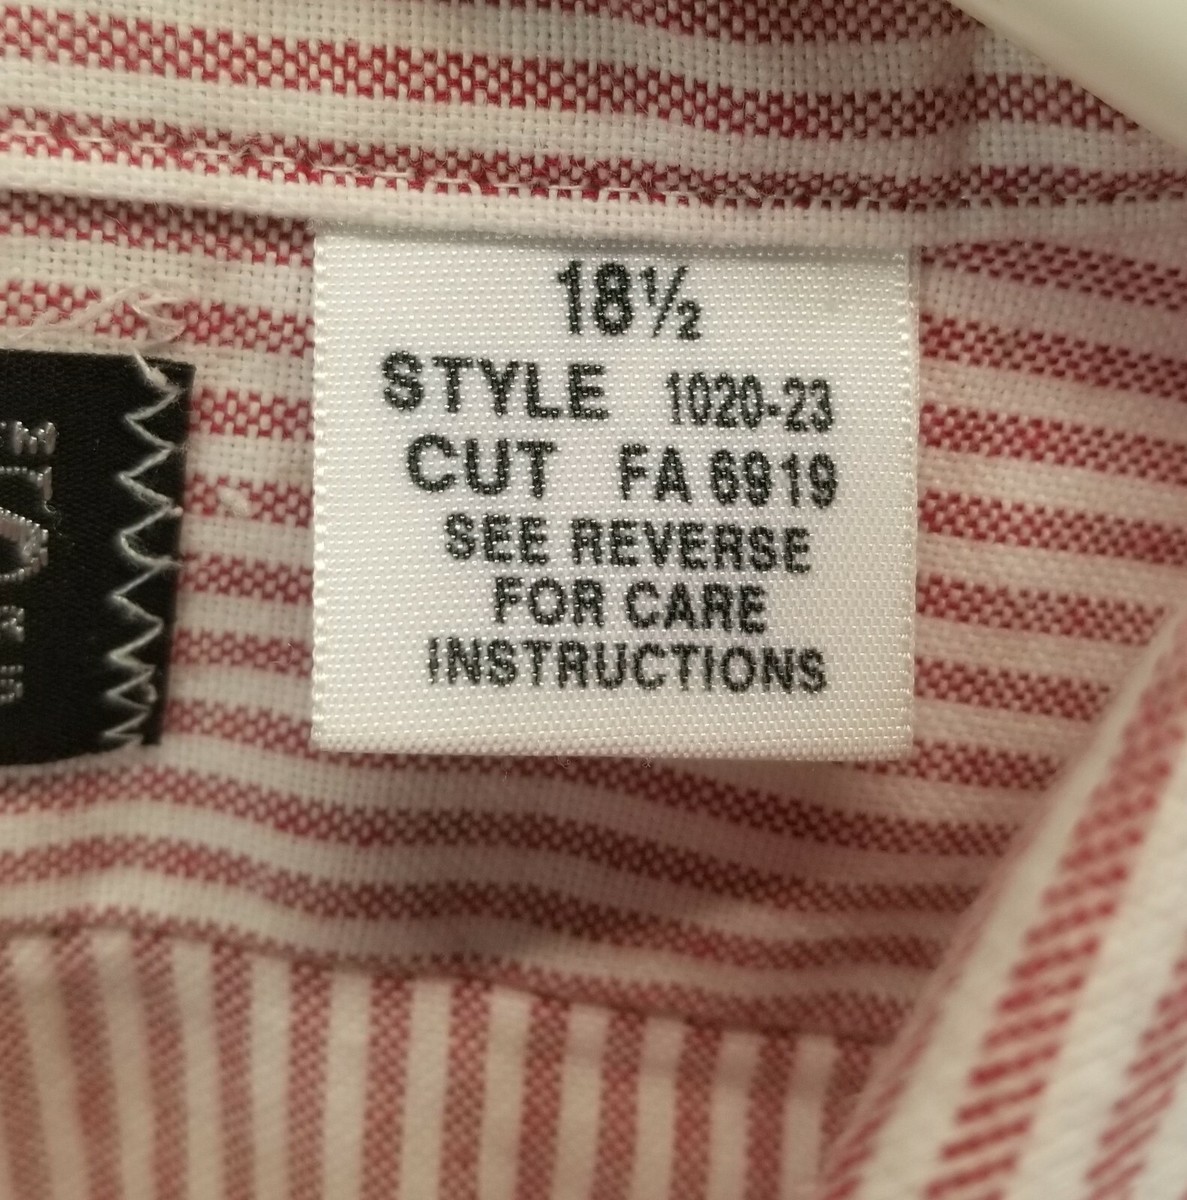 18½
STYLE 1020-23
CUT FA 6919
SEE REVERSE
FOR CARE
INSTRUCTIONS